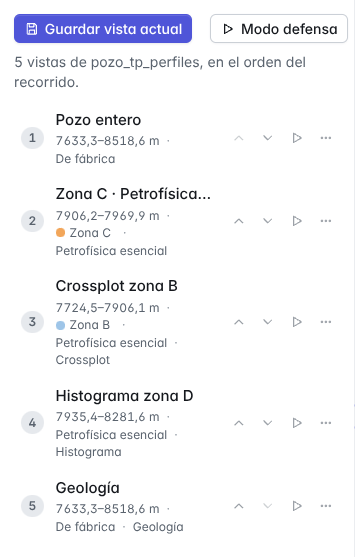 Guardar vista actual
Modo defensa
5 vistas de pozo_tp_perfiles, en el orden del
recorrido.
1
Pozo entero
7633,3–8518,6 m ·
De fábrica
2
Zona C · Petrofísica...
7906,2–7969,9 m ·
Zona C ·
Petrofísica esencial
3
Crossplot zona B
7724,5–7906,1 m ·
Zona B ·
Petrofísica esencial ·
Crossplot
4
Histograma zona D
7935,4–8281,6 m ·
Petrofísica esencial ·
Histograma
5
Geología
7633,3–8518,6 m ·
De fábrica · Geología